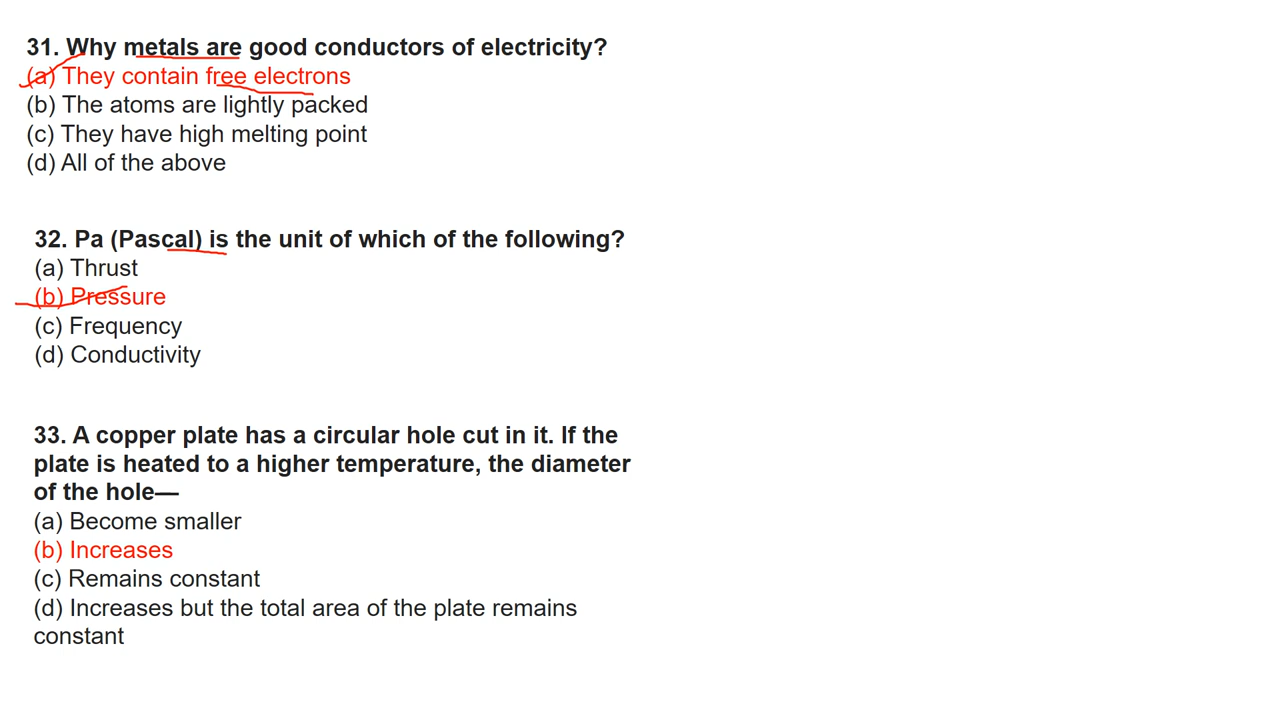 31. Why metals are good conductors of electricity?
(a) They contain free electrons
(b) The atoms are lightly packed
(c) They have high melting point
(d) All of the above
32. Pa (Pascal) is the unit of which of the following?
(a) Thrust
(b) Pressure
(c) Frequency
(d) Conductivity
33. A copper plate has a circular hole cut in it. If the
plate is heated to a higher temperature, the diameter
of the hole—
(a) Become smaller
(b) Increases
(c) Remains constant
(d) Increases but the total area of the plate remains
constant